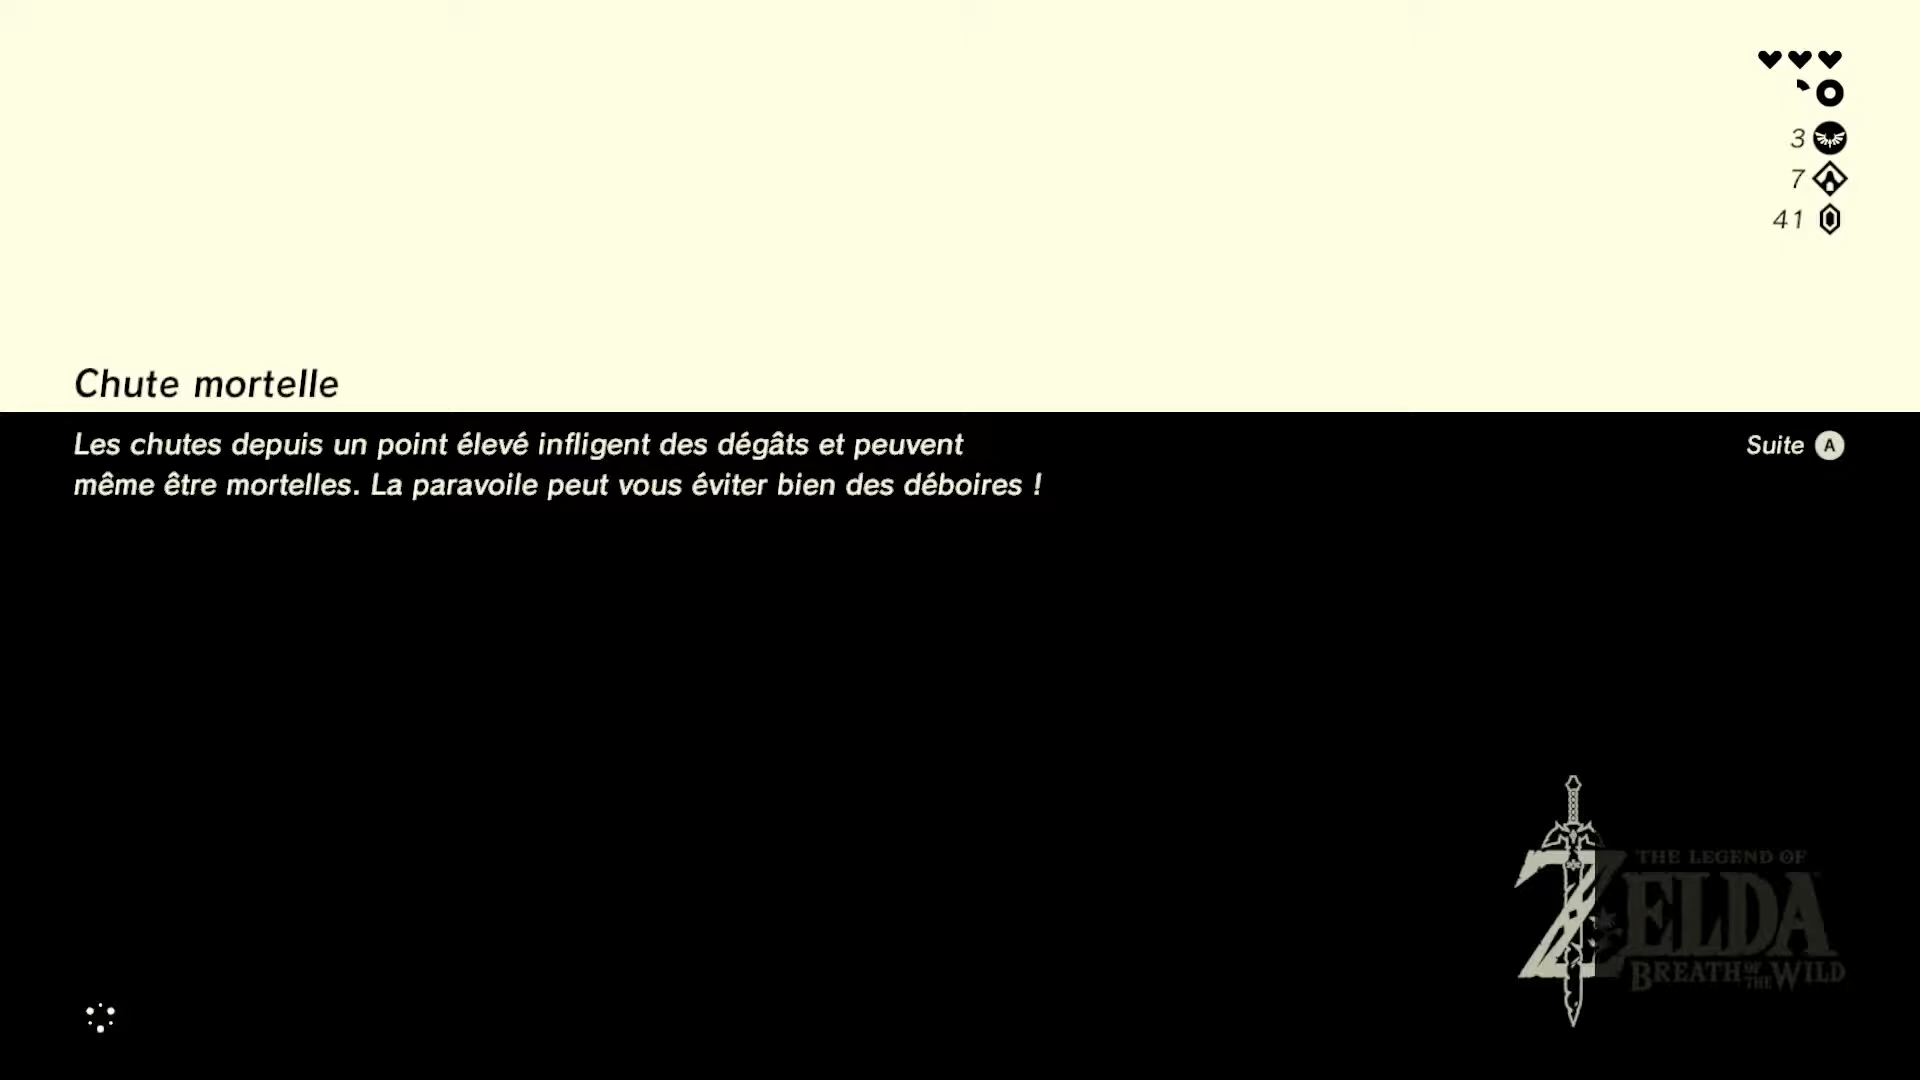 3
7
41
Chute mortelle
Les chutes depuis un point élevé infligent des dégâts et peuvent
même être mortelles. La paravoile peut vous éviter bien des déboires !
Suite A
THE LEGEND OF
ZELDA
BREATH OF THE WILD